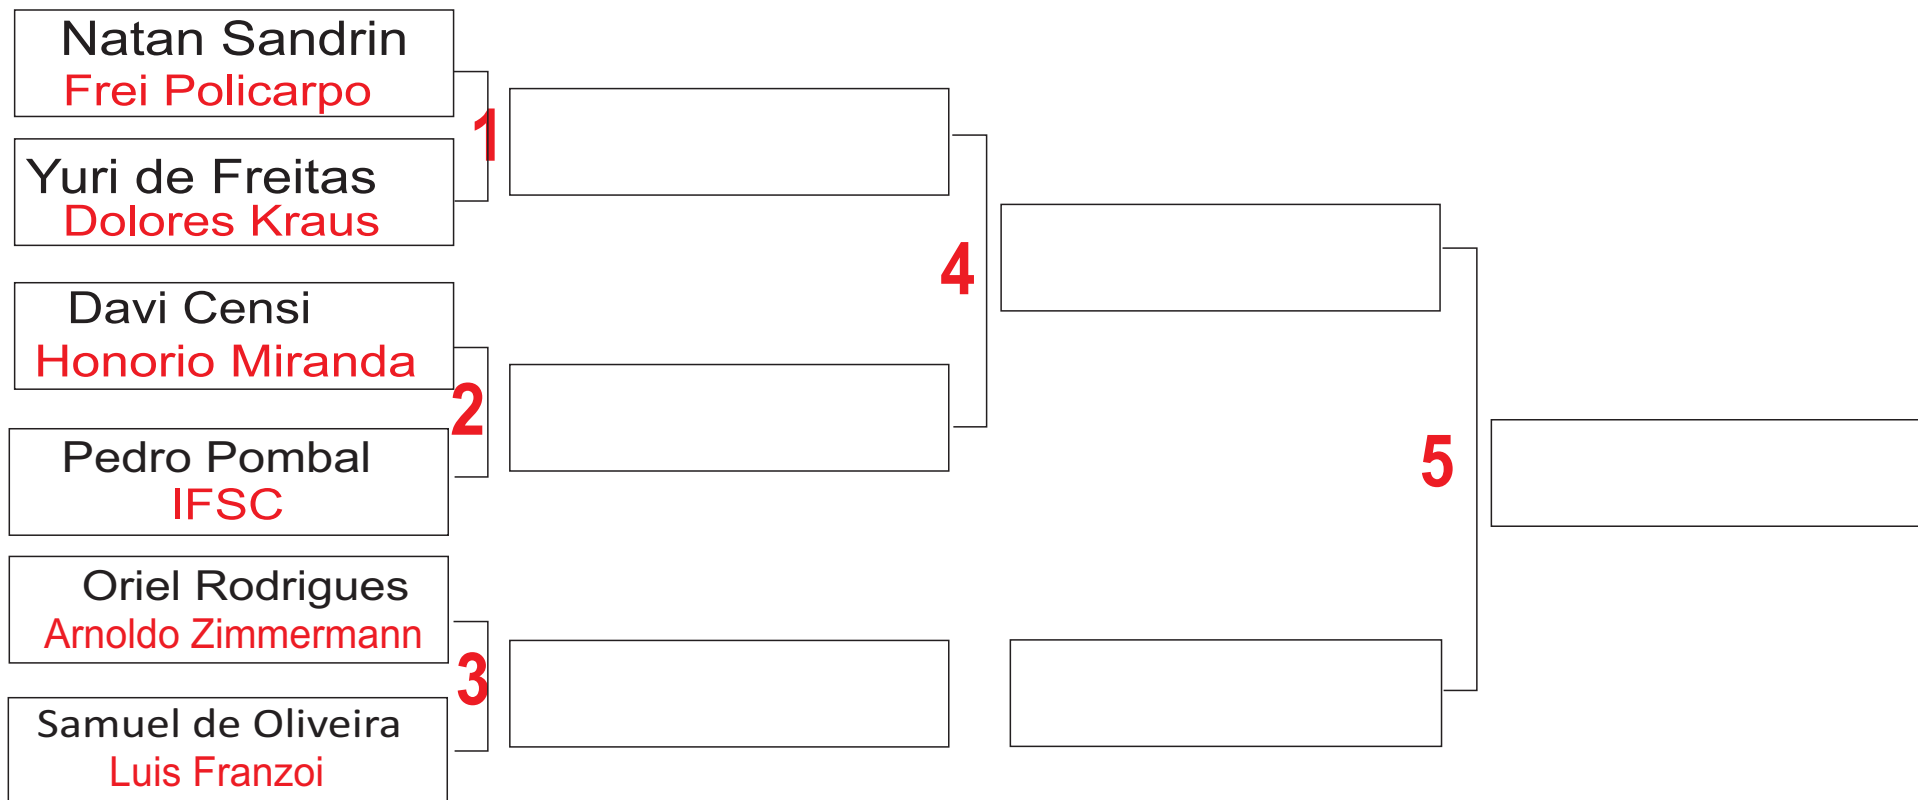 Natan Sandrin
Frei Policarpo
1
Yuri de Freitas
Dolores Kraus
4
Davi Censi
Honorio Miranda
2
Pedro Pombal
IFSC
5
Oriel Rodrigues
Arnoldo Zimmermann
3
Samuel de Oliveira
Luis Franzoi